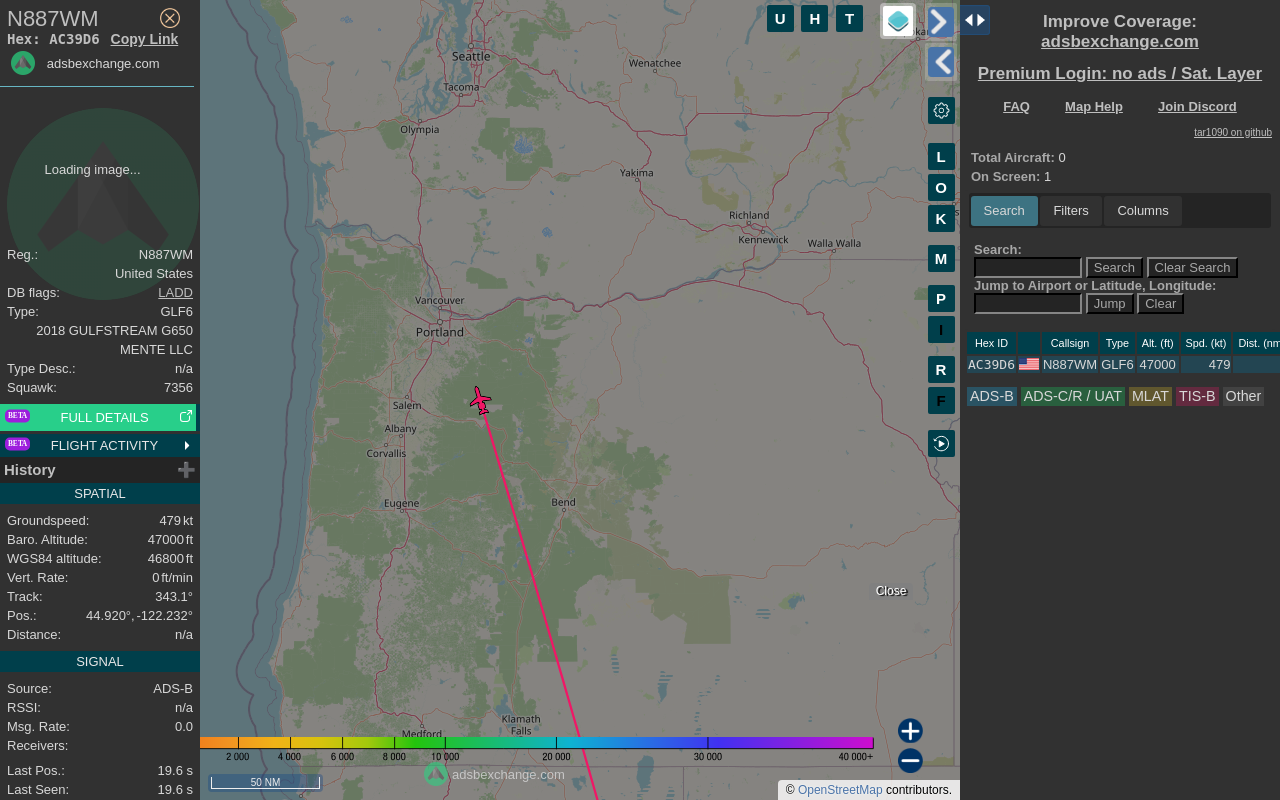 N887WM
Hex: AC39D6 Copy Link
adsbexchange.com
Loading image...
Reg.: N887WM
United States
DB flags: LADD
Type: GLF6
2018 GULFSTREAM G650
MENTE LLC
Type Desc.: n/a
Squawk: 7356
BETA FULL DETAILS
BETA FLIGHT ACTIVITY
History
SPATIAL
Groundspeed: 479 kt
Baro. Altitude: 47000 ft
WGS84 altitude: 46800 ft
Vert. Rate: 0 ft/min
Track: 343.1°
Pos.: 44.920°, -122.232°
Distance: n/a
SIGNAL
Source: ADS-B
RSSI: n/a
Msg. Rate: 0.0
Receivers:
Last Pos.: 19.6 s
Last Seen: 19.6 s
U H T
Seattle
Wenatchee
Tacoma
Olympia
Yakima
Richland
Kennewick
Walla Walla
Vancouver
Portland
Salem
Albany
Corvallis
Eugene
Bend
Klamath
Falls
Medford
L
O
K
M
P
I
R
F
Close
2 000 4 000 6 000 8 000 10 000 20 000 30 000 40 000+
adsbexchange.com
50 NM
© OpenStreetMap contributors.
Improve Coverage:
adsbexchange.com
Premium Login: no ads / Sat. Layer
FAQ Map Help Join Discord
tar1090 on github
Total Aircraft: 0
On Screen: 1
Search Filters Columns
Search:
Search Clear Search
Jump to Airport or Latitude, Longitude:
Jump Clear
Hex ID Callsign Type Alt. (ft) Spd. (kt) Dist. (nm
AC39D6 N887WM GLF6 47000 479
ADS-B ADS-C/R / UAT MLAT TIS-B Other